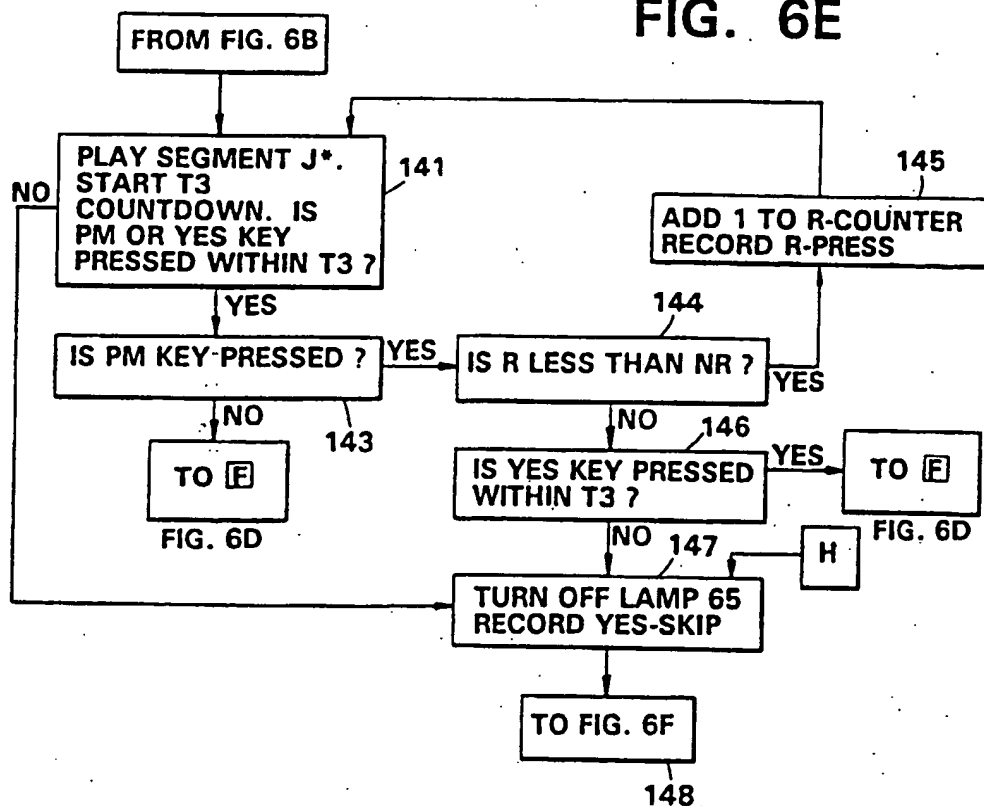 FIG. 6E
FROM FIG. 6B
PLAY SEGMENT J*.
START T3
COUNTDOWN. IS
PM OR YES KEY
PRESSED WITHIN T3 ?
141
NO
YES
145
ADD 1 TO R-COUNTER
RECORD R-PRESS
IS PM KEY-PRESSED ?
YES
143
NO
144
IS R LESS THAN NR ?
YES
NO
TO F
FIG. 6D
146
IS YES KEY PRESSED
WITHIN T3 ?
YES
TO F
FIG. 6D
NO
147
H
TURN OFF LAMP 65
RECORD YES-SKIP
TO FIG. 6F
148